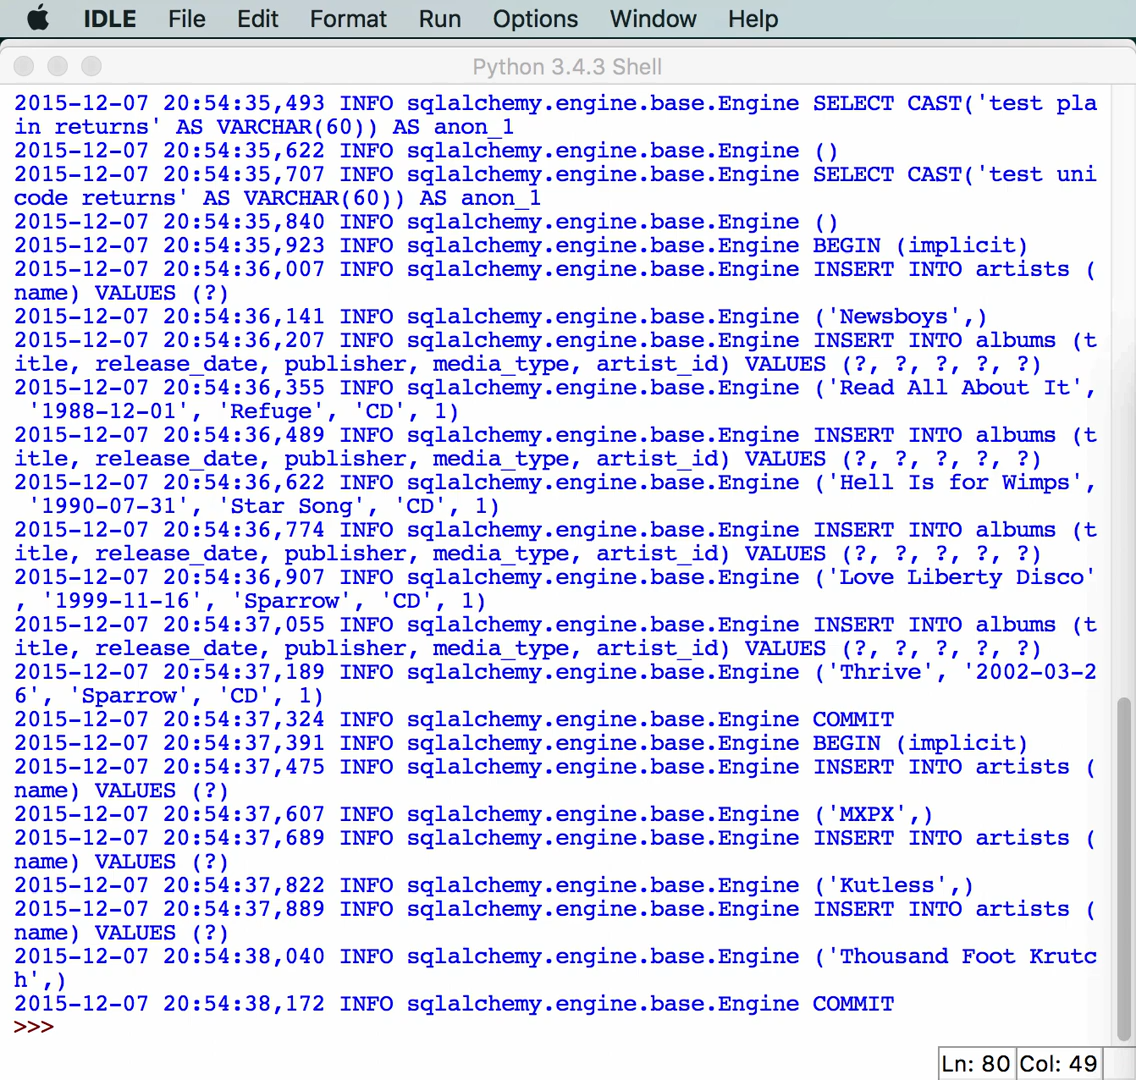 IDLE File Edit Format Run Options Window Help
Python 3.4.3 Shell
2015-12-07 20:54:35,493 INFO sqlalchemy.engine.base.Engine SELECT CAST('test pla
in returns' AS VARCHAR(60)) AS anon_1
2015-12-07 20:54:35,622 INFO sqlalchemy.engine.base.Engine ()
2015-12-07 20:54:35,707 INFO sqlalchemy.engine.base.Engine SELECT CAST('test uni
code returns' AS VARCHAR(60)) AS anon_1
2015-12-07 20:54:35,840 INFO sqlalchemy.engine.base.Engine ()
2015-12-07 20:54:35,923 INFO sqlalchemy.engine.base.Engine BEGIN (implicit)
2015-12-07 20:54:36,007 INFO sqlalchemy.engine.base.Engine INSERT INTO artists (
name) VALUES (?)
2015-12-07 20:54:36,141 INFO sqlalchemy.engine.base.Engine ('Newsboys',)
2015-12-07 20:54:36,207 INFO sqlalchemy.engine.base.Engine INSERT INTO albums (t
itle, release_date, publisher, media_type, artist_id) VALUES (?, ?, ?, ?, ?)
2015-12-07 20:54:36,355 INFO sqlalchemy.engine.base.Engine ('Read All About It',
 '1988-12-01', 'Refuge', 'CD', 1)
2015-12-07 20:54:36,489 INFO sqlalchemy.engine.base.Engine INSERT INTO albums (t
itle, release_date, publisher, media_type, artist_id) VALUES (?, ?, ?, ?, ?)
2015-12-07 20:54:36,622 INFO sqlalchemy.engine.base.Engine ('Hell Is for Wimps',
 '1990-07-31', 'Star Song', 'CD', 1)
2015-12-07 20:54:36,774 INFO sqlalchemy.engine.base.Engine INSERT INTO albums (t
itle, release_date, publisher, media_type, artist_id) VALUES (?, ?, ?, ?, ?)
2015-12-07 20:54:36,907 INFO sqlalchemy.engine.base.Engine ('Love Liberty Disco'
, '1999-11-16', 'Sparrow', 'CD', 1)
2015-12-07 20:54:37,055 INFO sqlalchemy.engine.base.Engine INSERT INTO albums (t
itle, release_date, publisher, media_type, artist_id) VALUES (?, ?, ?, ?, ?)
2015-12-07 20:54:37,189 INFO sqlalchemy.engine.base.Engine ('Thrive', '2002-03-2
6', 'Sparrow', 'CD', 1)
2015-12-07 20:54:37,324 INFO sqlalchemy.engine.base.Engine COMMIT
2015-12-07 20:54:37,391 INFO sqlalchemy.engine.base.Engine BEGIN (implicit)
2015-12-07 20:54:37,475 INFO sqlalchemy.engine.base.Engine INSERT INTO artists (
name) VALUES (?)
2015-12-07 20:54:37,607 INFO sqlalchemy.engine.base.Engine ('MXPX',)
2015-12-07 20:54:37,689 INFO sqlalchemy.engine.base.Engine INSERT INTO artists (
name) VALUES (?)
2015-12-07 20:54:37,822 INFO sqlalchemy.engine.base.Engine ('Kutless',)
2015-12-07 20:54:37,889 INFO sqlalchemy.engine.base.Engine INSERT INTO artists (
name) VALUES (?)
2015-12-07 20:54:38,040 INFO sqlalchemy.engine.base.Engine ('Thousand Foot Krutc
h',)
2015-12-07 20:54:38,172 INFO sqlalchemy.engine.base.Engine COMMIT
>>>
Ln: 80 Col: 49